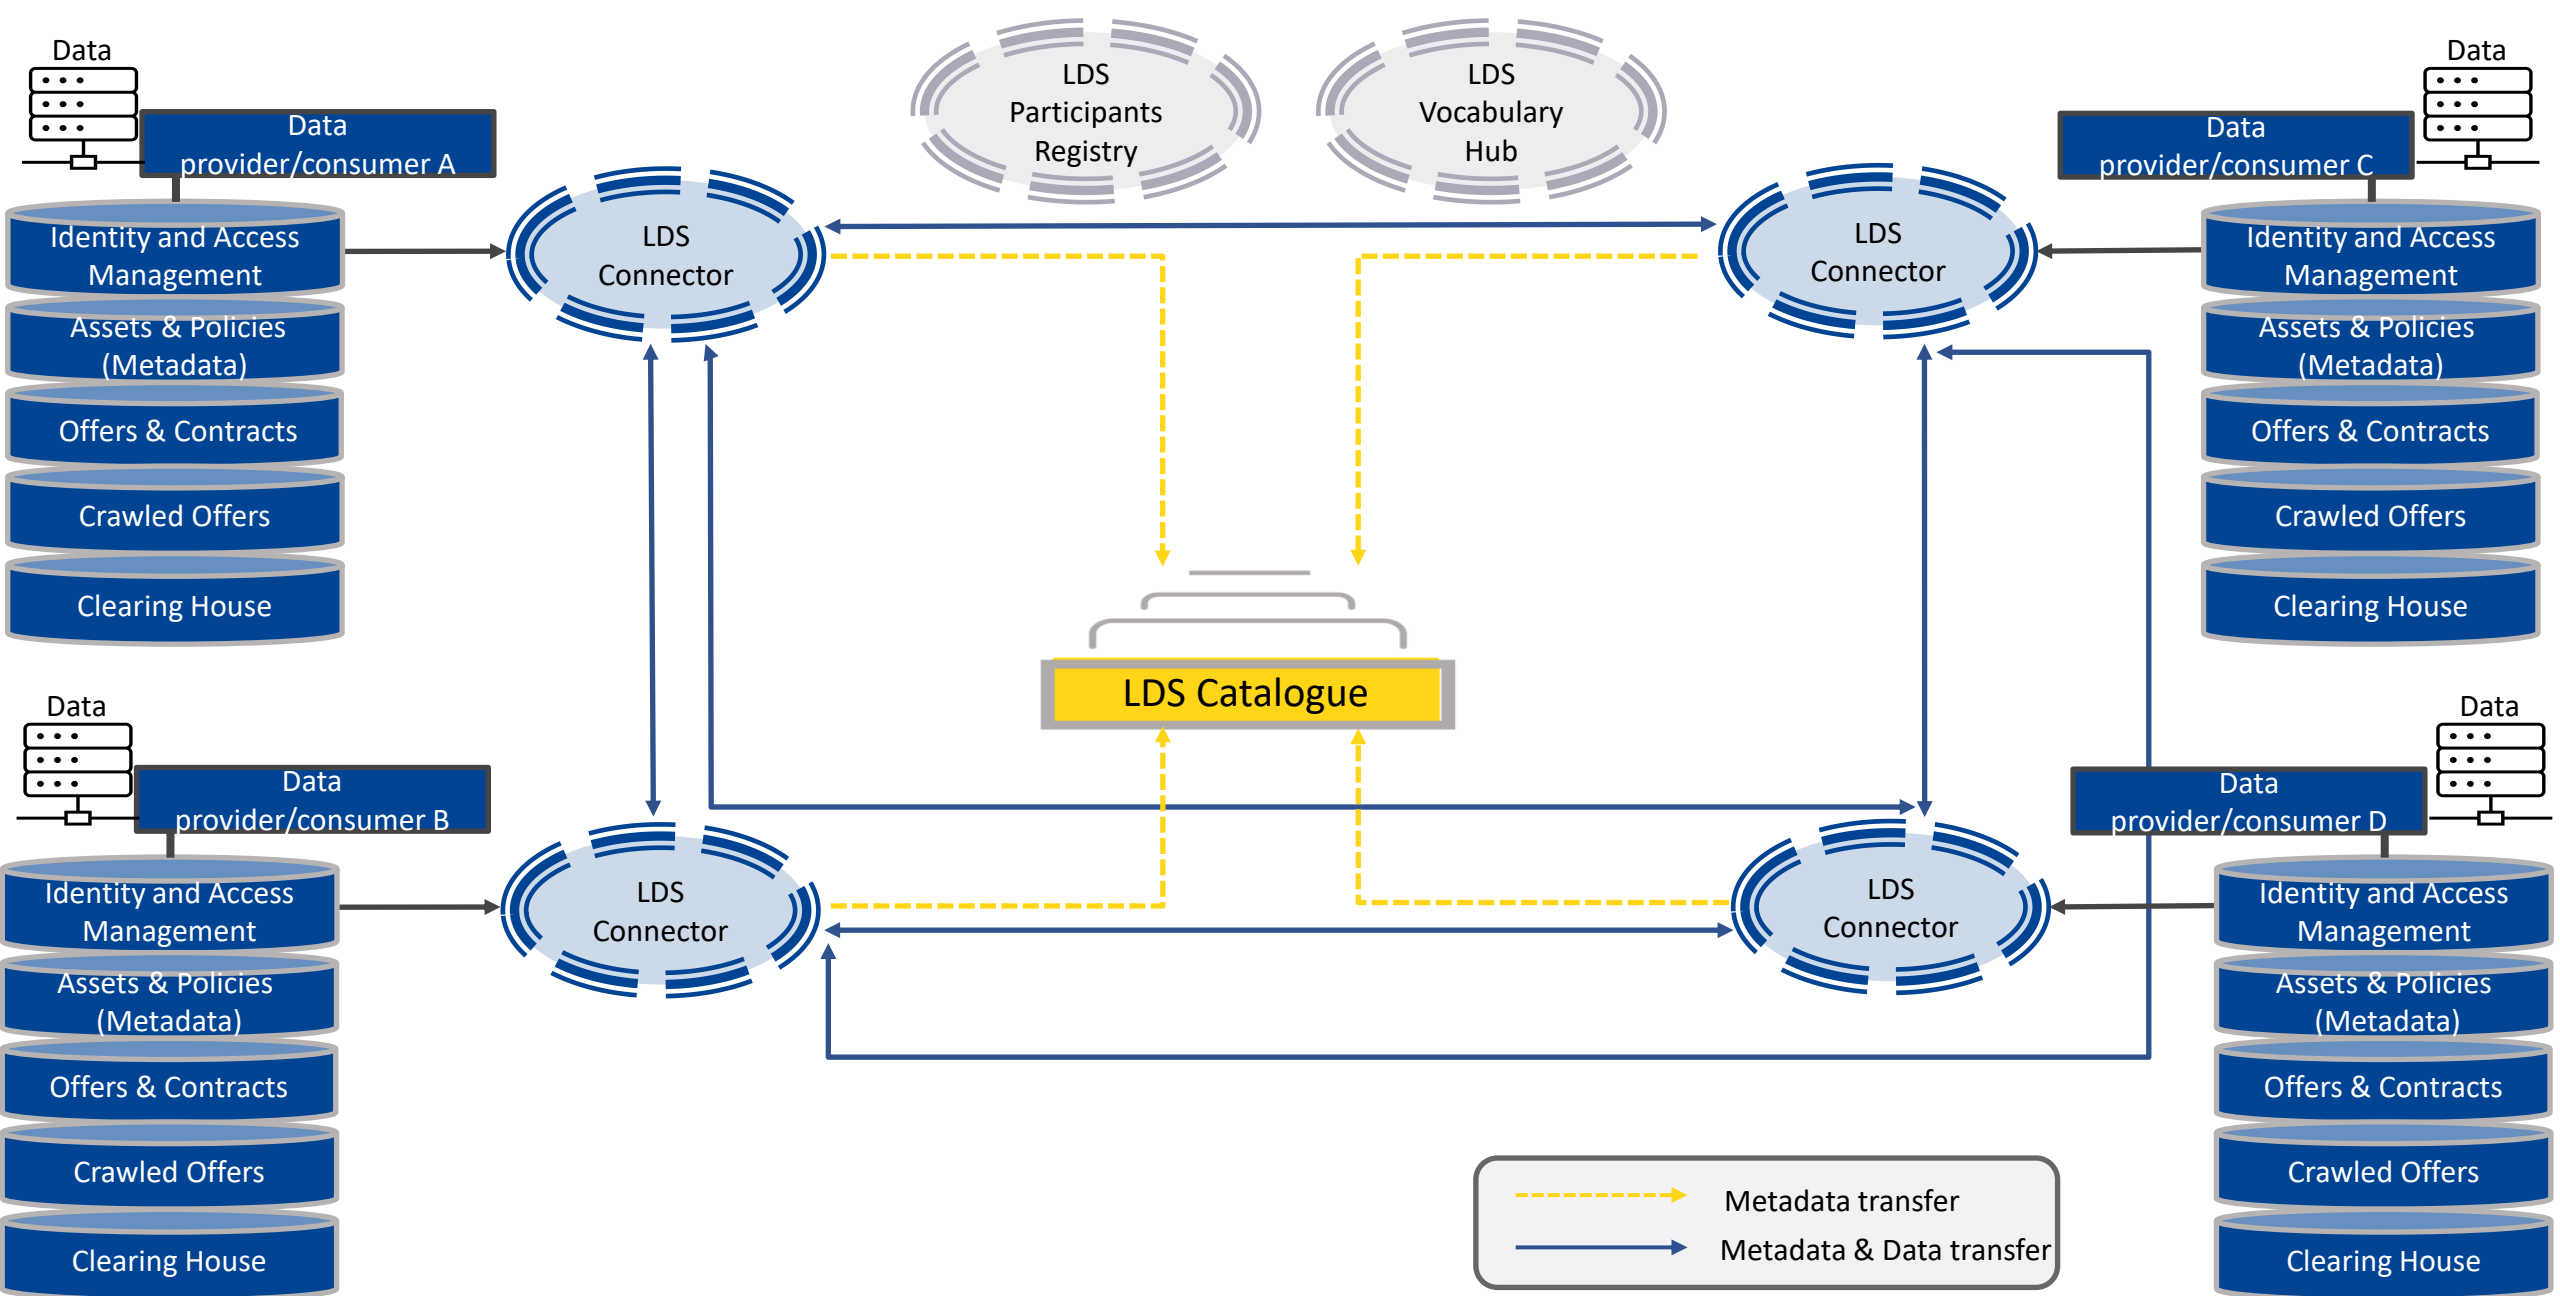 Data
Data
provider/consumer A
Identity and Access
Management
Assets & Policies
(Metadata)
Offers & Contracts
Crawled Offers
Clearing House
LDS
Connector
LDS
Participants
Registry
LDS
Vocabulary
Hub
LDS
Connector
Data
Data
provider/consumer C
Identity and Access
Management
Assets & Policies
(Metadata)
Offers & Contracts
Crawled Offers
Clearing House
LDS Catalogue
Data
Data
provider/consumer B
Identity and Access
Management
Assets & Policies
(Metadata)
Offers & Contracts
Crawled Offers
Clearing House
LDS
Connector
LDS
Connector
Data
Data
provider/consumer D
Identity and Access
Management
Assets & Policies
(Metadata)
Offers & Contracts
Crawled Offers
Clearing House
Metadata transfer
Metadata & Data transfer